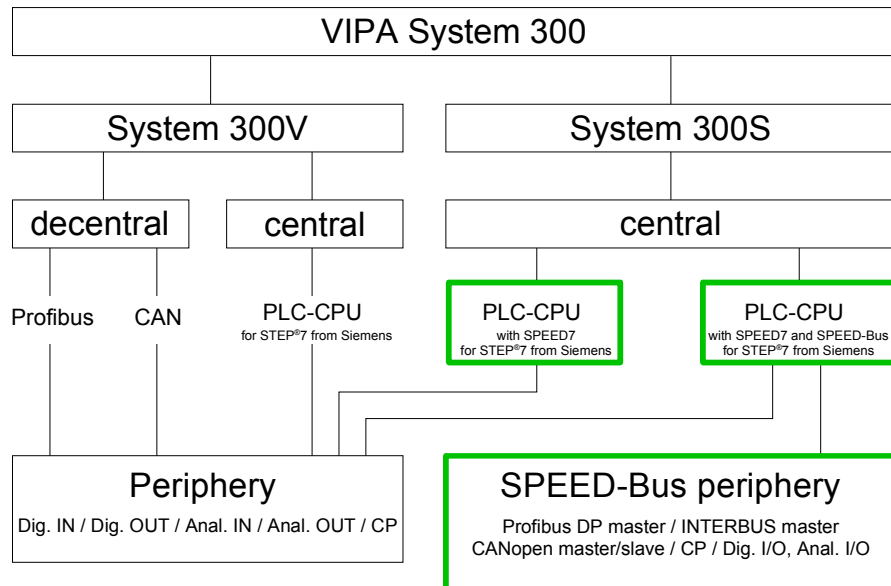 VIPA System 300
System 300V
System 300S
decentral
central
central
Profibus
CAN
PLC-CPU
for STEP®7 from Siemens
PLC-CPU
with SPEED7
for STEP®7 from Siemens
PLC-CPU
with SPEED7 and SPEED-Bus
for STEP®7 from Siemens
Periphery
Dig. IN / Dig. OUT / Anal. IN / Anal. OUT / CP
SPEED-Bus periphery
Profibus DP master / INTERBUS master
CANopen master/slave / CP / Dig. I/O, Anal. I/O